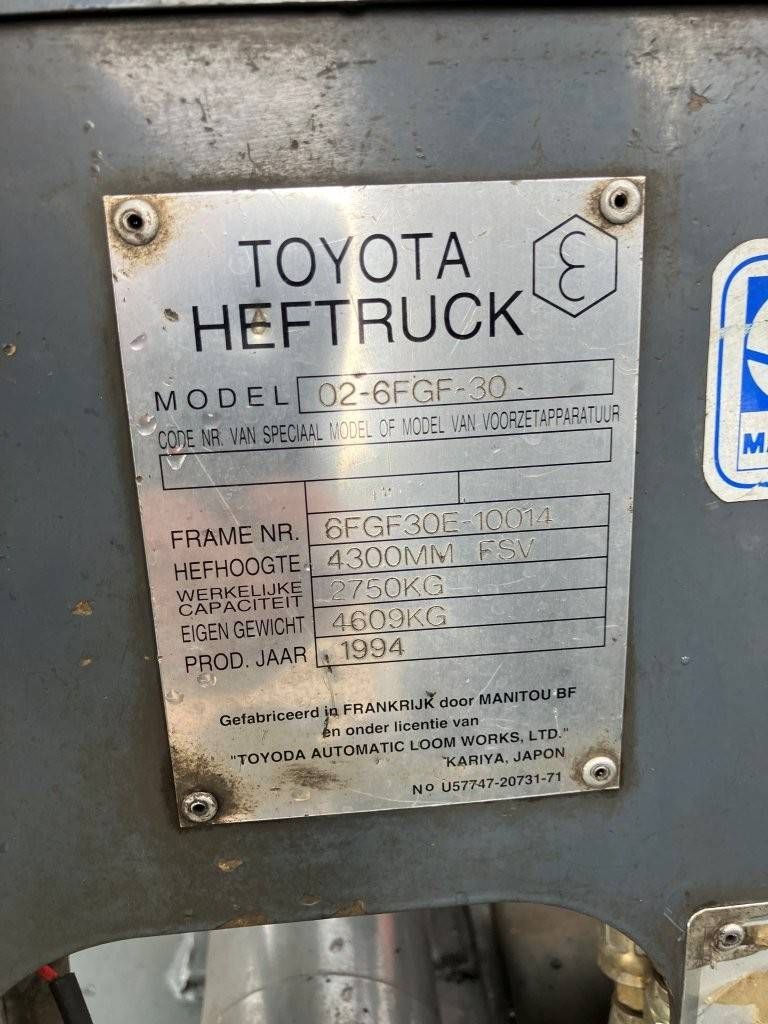 TOYOTA
HEFTRUCK
MODEL 02-6FGF-30
CODE NR. VAN SPECIAAL MODEL OF MODEL VAN VOORZETAPPARATUUR
FRAME NR. 6FGF30E-10014
HEFHOOGTE 4300MM FSV
WERKELIJKE CAPACITEIT 2750KG
EIGEN GEWICHT 4609KG
PROD. JAAR 1994
Gefabriceerd in FRANKRIJK door MANITOU BF
en onder licentie van
"TOYODA AUTOMATIC LOOM WORKS, LTD."
KARIYA, JAPON
No U57747-20731-71